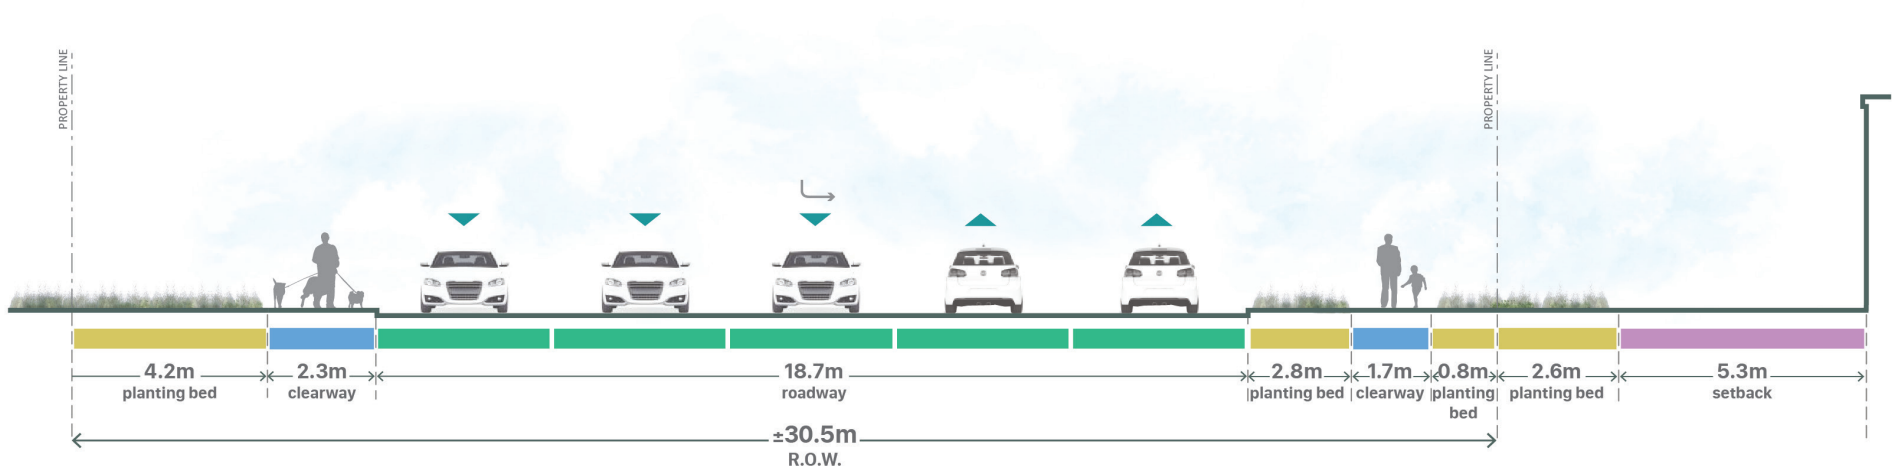 PROPERTY LINE
PROPERTY LINE
4.2m
planting bed
2.3m
clearway
18.7m
roadway
2.8m
planting bed
1.7m
clearway
0.8m
planting
bed
2.6m
planting bed
5.3m
setback
±30.5m
R.O.W.